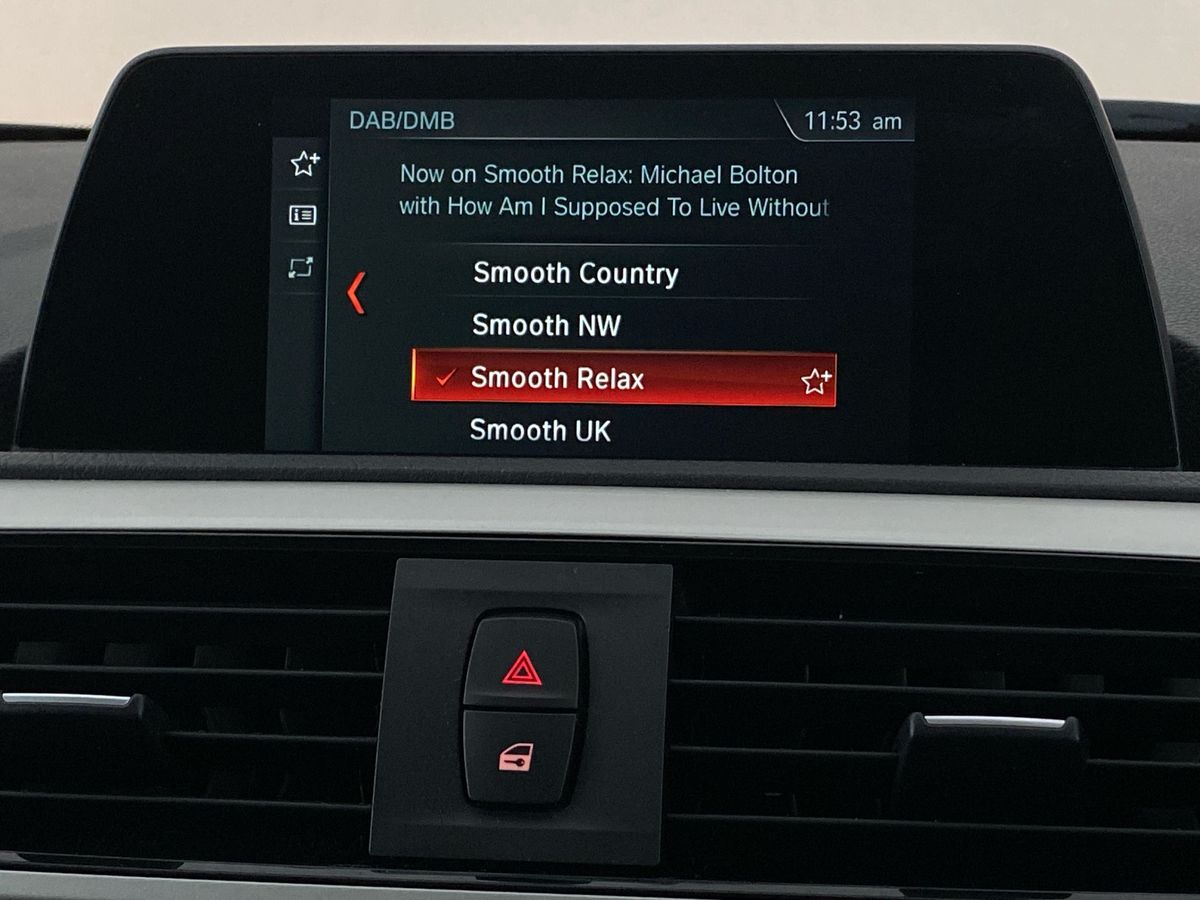 DAB/DMB
11:53 am
Now on Smooth Relax: Michael Bolton
with How Am I Supposed To Live Without
Smooth Country
Smooth NW
Smooth Relax
Smooth UK